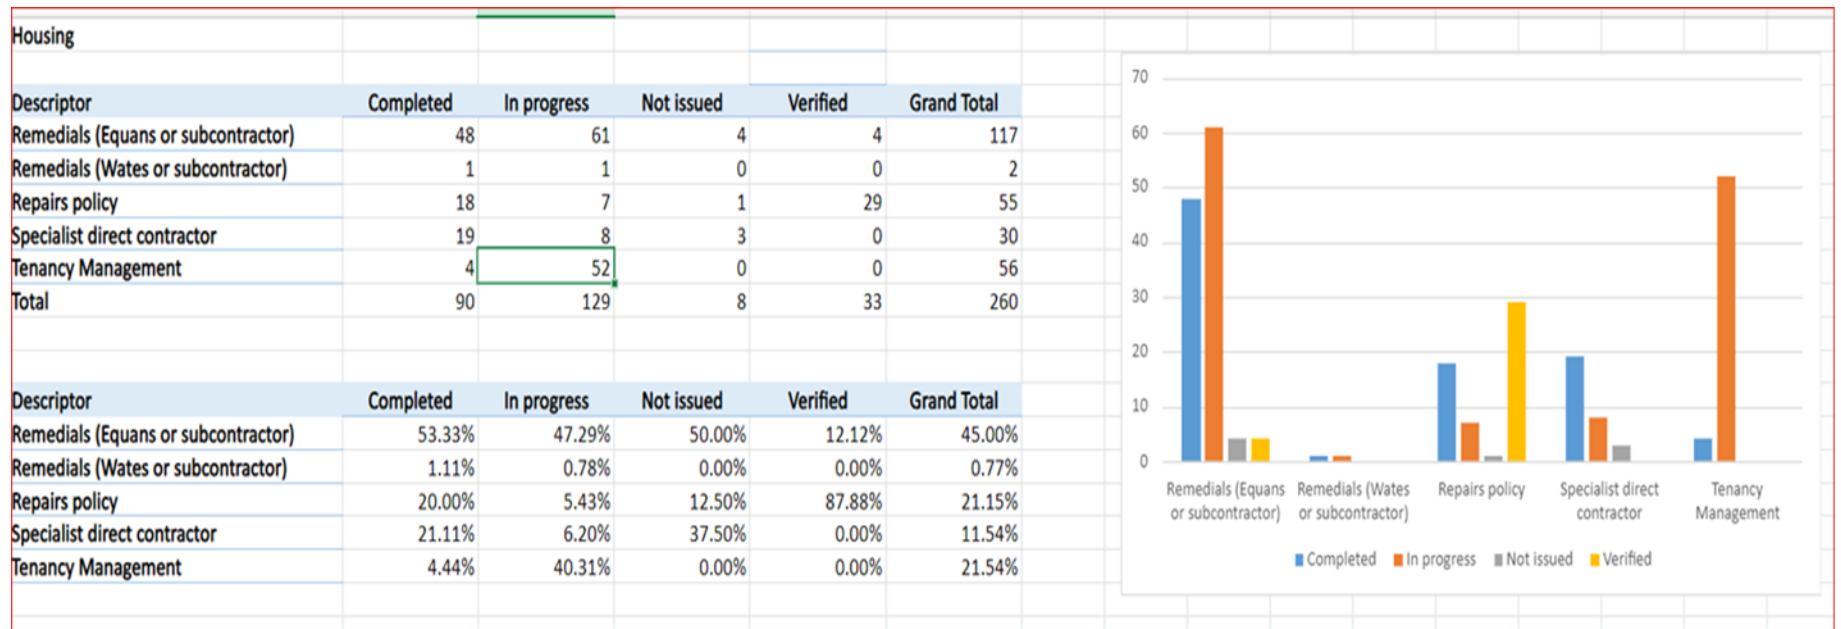 Housing
Descriptor Completed In progress Not issued Verified Grand Total
Remedials (Equans or subcontractor) 48 61 4 4 117
Remedials (Wates or subcontractor) 1 1 0 0 2
Repairs policy 18 7 1 29 55
Specialist direct contractor 19 8 3 0 30
Tenancy Management 4 52 0 0 56
Total 90 129 8 33 260
Descriptor Completed In progress Not issued Verified Grand Total
Remedials (Equans or subcontractor) 53.33% 47.29% 50.00% 12.12% 45.00%
Remedials (Wates or subcontractor) 1.11% 0.78% 0.00% 0.00% 0.77%
Repairs policy 20.00% 5.43% 12.50% 87.88% 21.15%
Specialist direct contractor 21.11% 6.20% 37.50% 0.00% 11.54%
Tenancy Management 4.44% 40.31% 0.00% 0.00% 21.54%
70
60
50
40
30
20
10
0
Remedials (Equans Remedials (Wates Repairs policy Specialist direct Tenancy
or subcontractor) or subcontractor) contractor Management
Completed In progress Not issued Verified